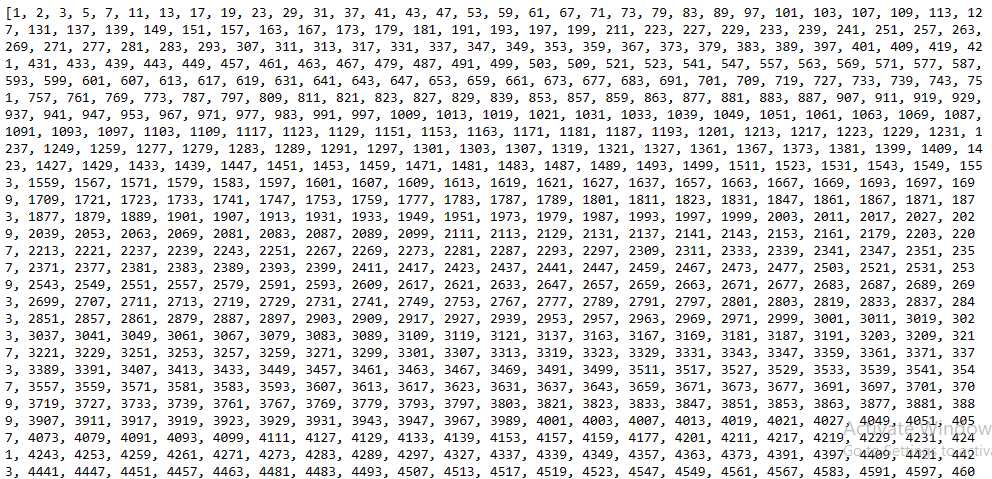 [1, 2, 3, 5, 7, 11, 13, 17, 19, 23, 29, 31, 37, 41, 43, 47, 53, 59, 61, 67, 71, 73, 79, 83, 89, 97, 101, 103, 107, 109, 113, 12
7, 131, 137, 139, 149, 151, 157, 163, 167, 173, 179, 181, 191, 193, 197, 199, 211, 223, 227, 229, 233, 239, 241, 251, 257, 263,
269, 271, 277, 281, 283, 293, 307, 311, 313, 317, 331, 337, 347, 349, 353, 359, 367, 373, 379, 383, 389, 397, 401, 409, 419, 42
1, 431, 433, 439, 443, 449, 457, 461, 463, 467, 479, 487, 491, 499, 503, 509, 521, 523, 541, 547, 557, 563, 569, 571, 577, 587,
593, 599, 601, 607, 613, 617, 619, 631, 641, 643, 647, 653, 659, 661, 673, 677, 683, 691, 701, 709, 719, 727, 733, 739, 743, 75
1, 757, 761, 769, 773, 787, 797, 809, 811, 821, 823, 827, 829, 839, 853, 857, 859, 863, 877, 881, 883, 887, 907, 911, 919, 929,
937, 941, 947, 953, 967, 971, 977, 983, 991, 997, 1009, 1013, 1019, 1021, 1031, 1033, 1039, 1049, 1051, 1061, 1063, 1069, 1087,
1091, 1093, 1097, 1103, 1109, 1117, 1123, 1129, 1151, 1153, 1163, 1171, 1181, 1187, 1193, 1201, 1213, 1217, 1223, 1229, 1231, 1
237, 1249, 1259, 1277, 1279, 1283, 1289, 1291, 1297, 1301, 1303, 1307, 1319, 1321, 1327, 1361, 1367, 1373, 1381, 1399, 1409, 14
23, 1427, 1429, 1433, 1439, 1447, 1451, 1453, 1459, 1471, 1481, 1483, 1487, 1489, 1493, 1499, 1511, 1523, 1531, 1543, 1549, 155
3, 1559, 1567, 1571, 1579, 1583, 1597, 1601, 1607, 1609, 1613, 1619, 1621, 1627, 1637, 1657, 1663, 1667, 1669, 1693, 1697, 169
9, 1709, 1721, 1723, 1733, 1741, 1747, 1753, 1759, 1777, 1783, 1787, 1789, 1801, 1811, 1823, 1831, 1847, 1861, 1867, 1871, 187
3, 1877, 1879, 1889, 1901, 1907, 1913, 1931, 1933, 1949, 1951, 1973, 1979, 1987, 1993, 1997, 1999, 2003, 2011, 2017, 2027, 202
9, 2039, 2053, 2063, 2069, 2081, 2083, 2087, 2089, 2099, 2111, 2113, 2129, 2131, 2137, 2141, 2143, 2153, 2161, 2179, 2203, 220
7, 2213, 2221, 2237, 2239, 2243, 2251, 2267, 2269, 2273, 2281, 2287, 2293, 2297, 2309, 2311, 2333, 2339, 2341, 2347, 2351, 235
7, 2371, 2377, 2381, 2383, 2389, 2393, 2399, 2411, 2417, 2423, 2437, 2441, 2447, 2459, 2467, 2473, 2477, 2503, 2521, 2531, 253
9, 2543, 2549, 2551, 2557, 2579, 2591, 2593, 2609, 2617, 2621, 2633, 2647, 2657, 2659, 2663, 2671, 2677, 2683, 2687, 2689, 269
3, 2699, 2707, 2711, 2713, 2719, 2729, 2731, 2741, 2749, 2753, 2767, 2777, 2789, 2791, 2797, 2801, 2803, 2819, 2833, 2837, 284
3, 2851, 2857, 2861, 2879, 2887, 2897, 2903, 2909, 2917, 2927, 2939, 2953, 2957, 2963, 2969, 2971, 2999, 3001, 3011, 3019, 302
3, 3037, 3041, 3049, 3061, 3067, 3079, 3083, 3089, 3109, 3119, 3121, 3137, 3163, 3167, 3169, 3181, 3187, 3191, 3203, 3209, 321
7, 3221, 3229, 3251, 3253, 3257, 3259, 3271, 3299, 3301, 3307, 3313, 3319, 3323, 3329, 3331, 3343, 3347, 3359, 3361, 3371, 337
3, 3389, 3391, 3407, 3413, 3433, 3449, 3457, 3461, 3463, 3467, 3469, 3491, 3499, 3511, 3517, 3527, 3529, 3533, 3539, 3541, 354
7, 3557, 3559, 3571, 3581, 3583, 3593, 3607, 3613, 3617, 3623, 3631, 3637, 3643, 3659, 3671, 3673, 3677, 3691, 3697, 3701, 370
9, 3719, 3727, 3733, 3739, 3761, 3767, 3769, 3779, 3793, 3797, 3803, 3821, 3823, 3833, 3847, 3851, 3853, 3863, 3877, 3881, 388
9, 3907, 3911, 3917, 3919, 3923, 3929, 3931, 3943, 3947, 3967, 3989, 4001, 4003, 4007, 4013, 4019, 4021, 4027, 4049, 4051, 405
7, 4073, 4079, 4091, 4093, 4099, 4111, 4127, 4129, 4133, 4139, 4153, 4157, 4159, 4177, 4201, 4211, 4217, 4219, 4229, 4231, 424
1, 4243, 4253, 4259, 4261, 4271, 4273, 4283, 4289, 4297, 4327, 4337, 4339, 4349, 4357, 4363, 4373, 4391, 4397, 4409, 4421, 442
3, 4441, 4447, 4451, 4457, 4463, 4481, 4483, 4493, 4507, 4513, 4517, 4519, 4523, 4547, 4549, 4561, 4567, 4583, 4591, 4597, 460
Activate Window
Go to Settings to activa